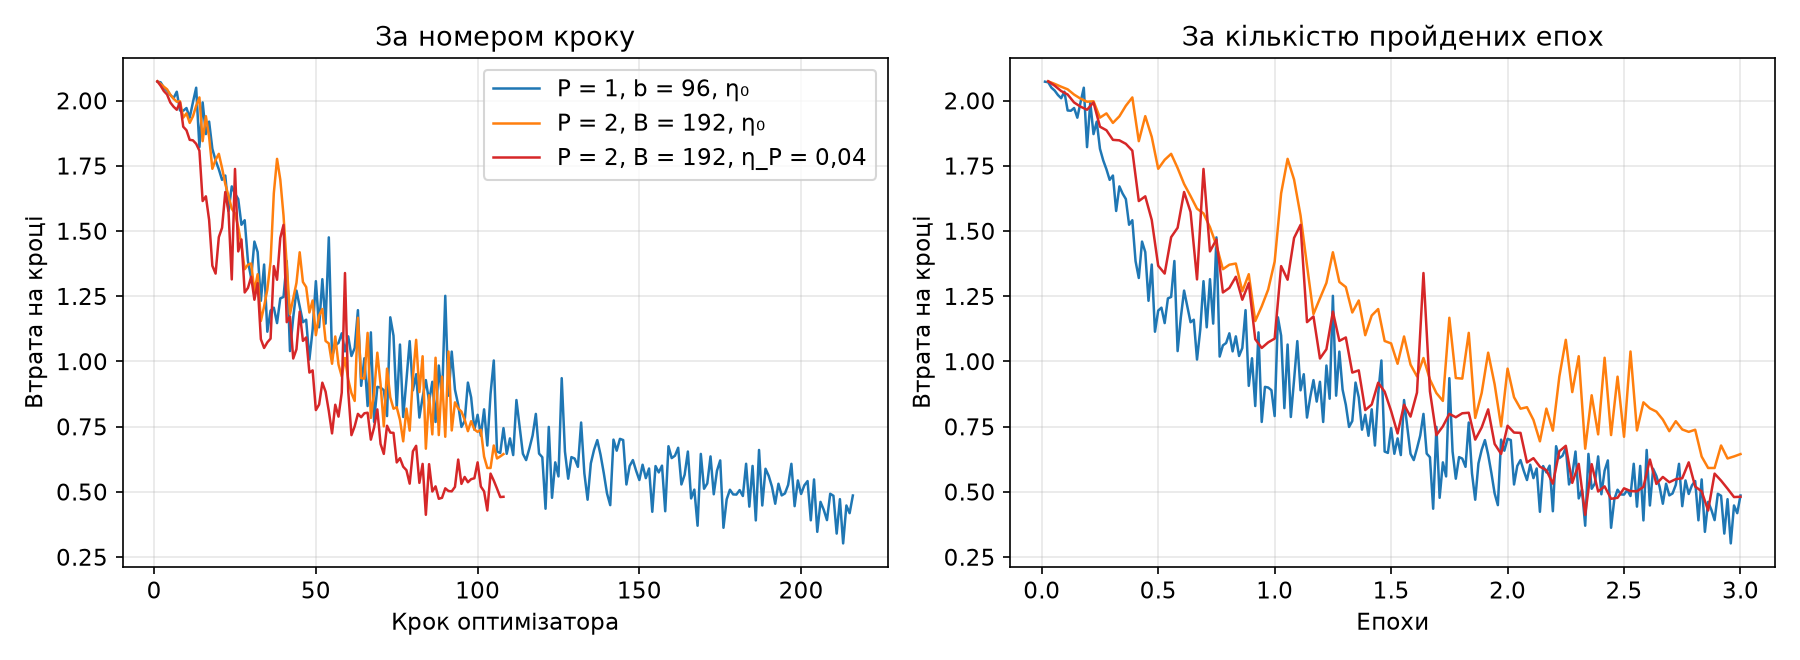 За номером кроку
Втрата на кроці
2.00
1.75
1.50
1.25
1.00
0.75
0.50
0.25
P = 1, b = 96, η₀
P = 2, B = 192, η₀
P = 2, B = 192, η_P = 0,04
0 50 100 150 200
Крок оптимізатора
За кількістю пройдених епох
Втрата на кроці
2.00
1.75
1.50
1.25
1.00
0.75
0.50
0.25
0.0 0.5 1.0 1.5 2.0 2.5 3.0
Епохи